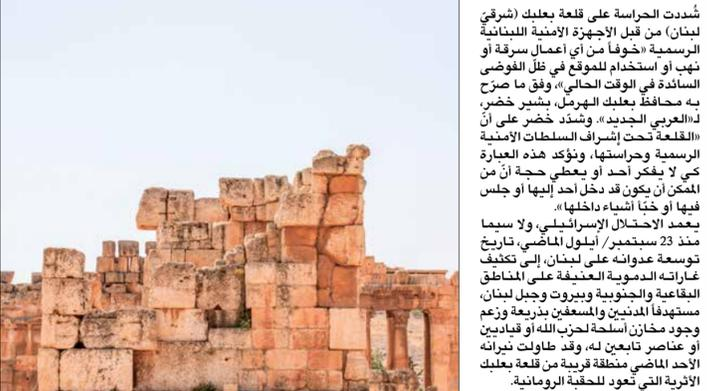 شُددت الحراسة على قلعة بعلبك (شرقيّ
لبنان) من قبل الأجهزة الأمنية اللبنانية
الرسمية «خوفاً من أي أعمال سرقة أو
نهب أو استخدام للموقع في ظلّ الفوضى
السائدة في الوقت الحالي»، وفق ما صرّح
به محافظ بعلبك الهرمل، بشير خضر،
لـ«العربي الجديد». وشدّد خضر على أنّ
«القلعة تحت إشراف السلطات الأمنية
الرسمية وحراستها، ونؤكد هذه العبارة
كي لا يفكر أحد أو يعطي حجة أنّ من
الممكن أن يكون قد دخل أحد إليها أو جلس
فيها أو خبّأ أشياء داخلها».
يعمد الاحتلال الإسرائيلي، ولا سيما
منذ 23 سبتمبر/ أيلول الماضي، تاريخ
توسعة عدوانه على لبنان، إلى تكثيف
غاراته الدموية العنيفة على المناطق
البقاعية والجنوبية وبيروت وجبل لبنان،
مستهدفاً المدنيين والمسعفين بذريعة وزعم
وجود مخازن أسلحة لحزب الله أو قياديين
أو عناصر تابعين له، وقد طاولت نيرانه
الأحد الماضي منطقة قريبة من قلعة بعلبك
الأثرية التي تعود للحقبة الرومانية.